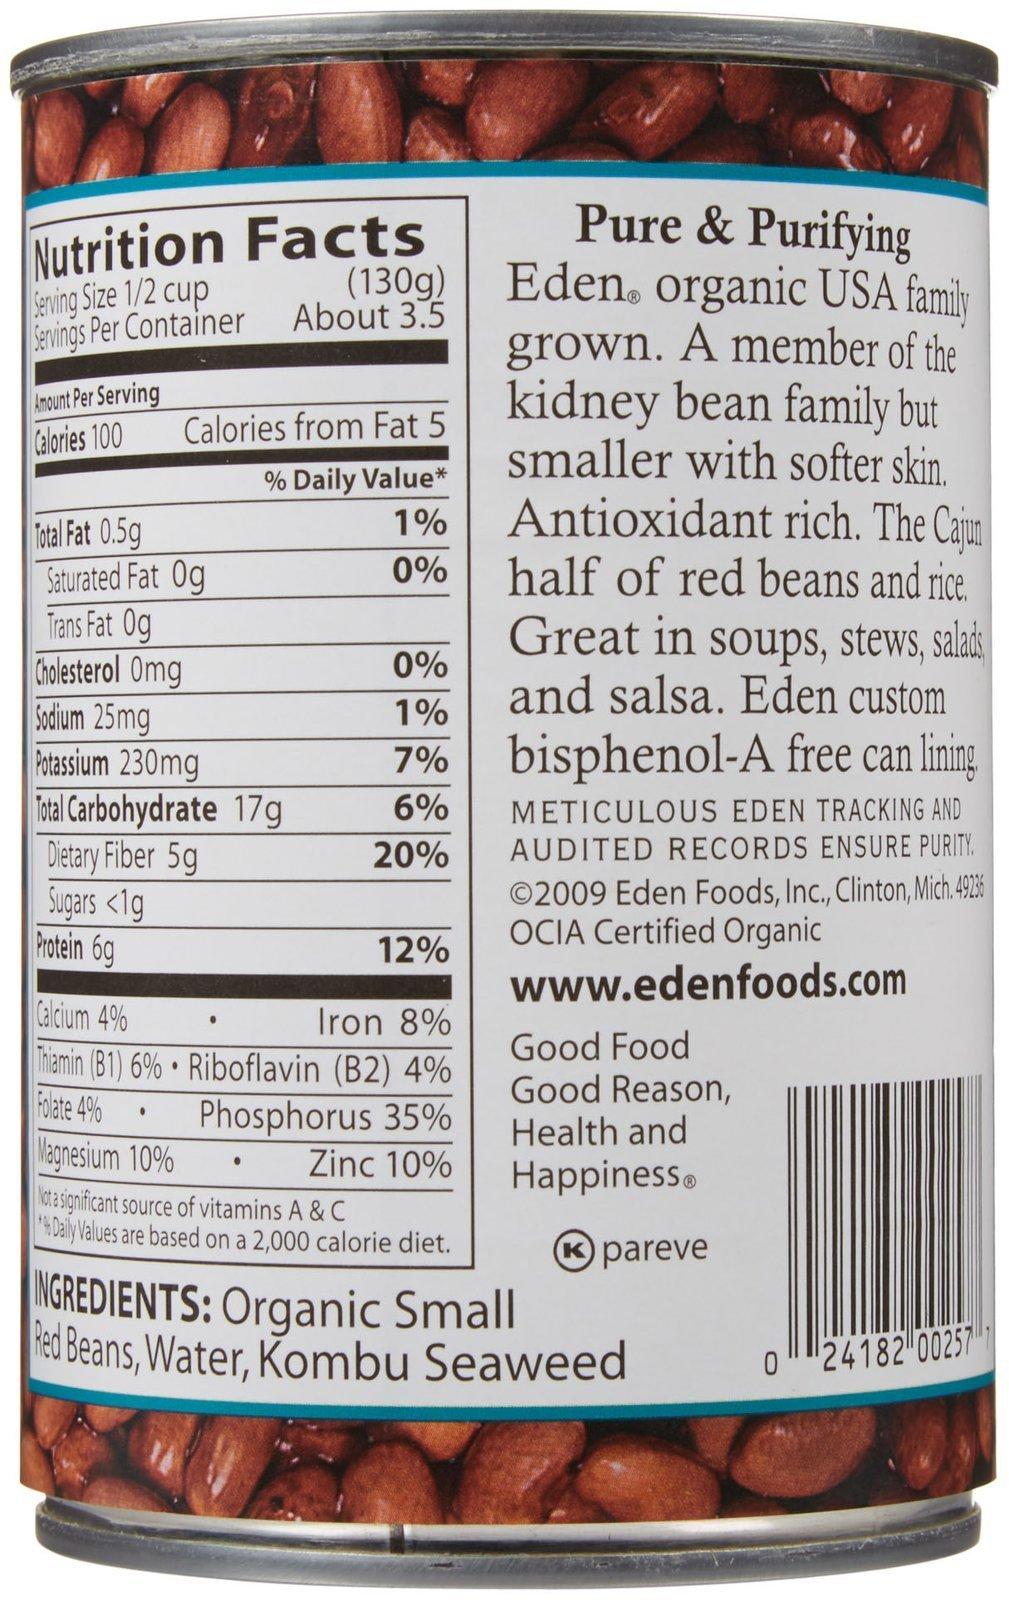 Nutrition Facts
Serving Size 1/2 cup (130g)
Servings Per Container About 3.5
Amount Per Serving
Calories 100 Calories from Fat 5
% Daily Value*
Total Fat 0.5g 1%
Saturated Fat 0g 0%
Trans Fat 0g
Cholesterol 0mg 0%
Sodium 25mg 1%
Potassium 230mg 7%
Total Carbohydrate 17g 6%
Dietary Fiber 5g 20%
Sugars <1g
Protein 6g 12%
Calcium 4% • Iron 8%
Thiamin (B1) 6% • Riboflavin (B2) 4%
Folate 4% • Phosphorus 35%
Magnesium 10% • Zinc 10%
Not a significant source of vitamins A & C
*% Daily Values are based on a 2,000 calorie diet.
INGREDIENTS: Organic Small
Red Beans, Water, Kombu Seaweed
Pure & Purifying
Eden® organic USA family
grown. A member of the
kidney bean family but
smaller with softer skin.
Antioxidant rich. The Cajun
half of red beans and rice.
Great in soups, stews, salads,
and salsa. Eden custom
bisphenol-A free can lining.
METICULOUS EDEN TRACKING AND
AUDITED RECORDS ENSURE PURITY.
©2009 Eden Foods, Inc., Clinton, Mich. 49236
OCIA Certified Organic
www.edenfoods.com
Good Food
Good Reason,
Health and
Happiness®
K pareve
0 24182 00257 7